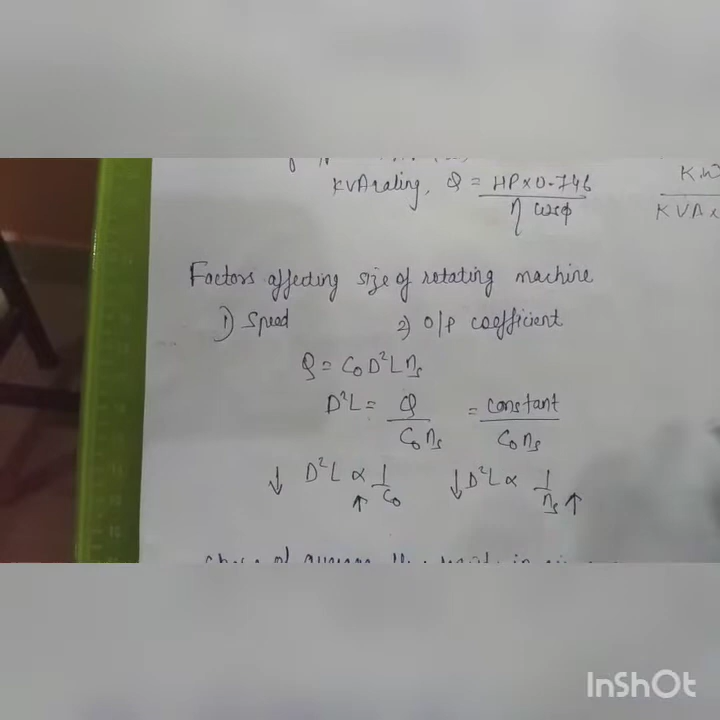 KVA rating, Q = HP×0.746 / η cosφ
KVA×
Factors affecting size of rotating machine
1) Speed 2) O/P coefficient
Q = C₀D²Lnₛ
D²L = Q / C₀nₛ = constant / C₀nₛ
↓ D²L ∝ 1/C₀ ↑ ↓ D²L ∝ 1/nₛ ↑
InShOt